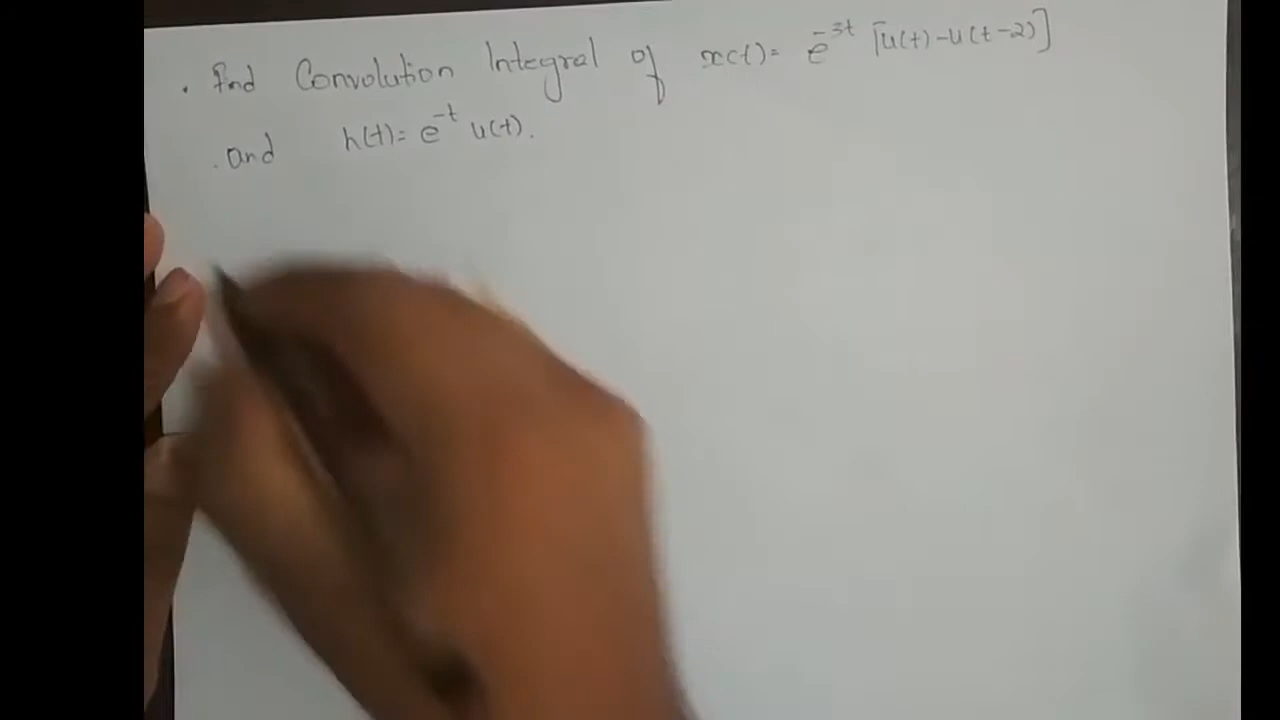 . find Convolution Integral of x(t)= e^{-3t} [u(t)-u(t-2)]
. and h(t)= e^{-t} u(t).